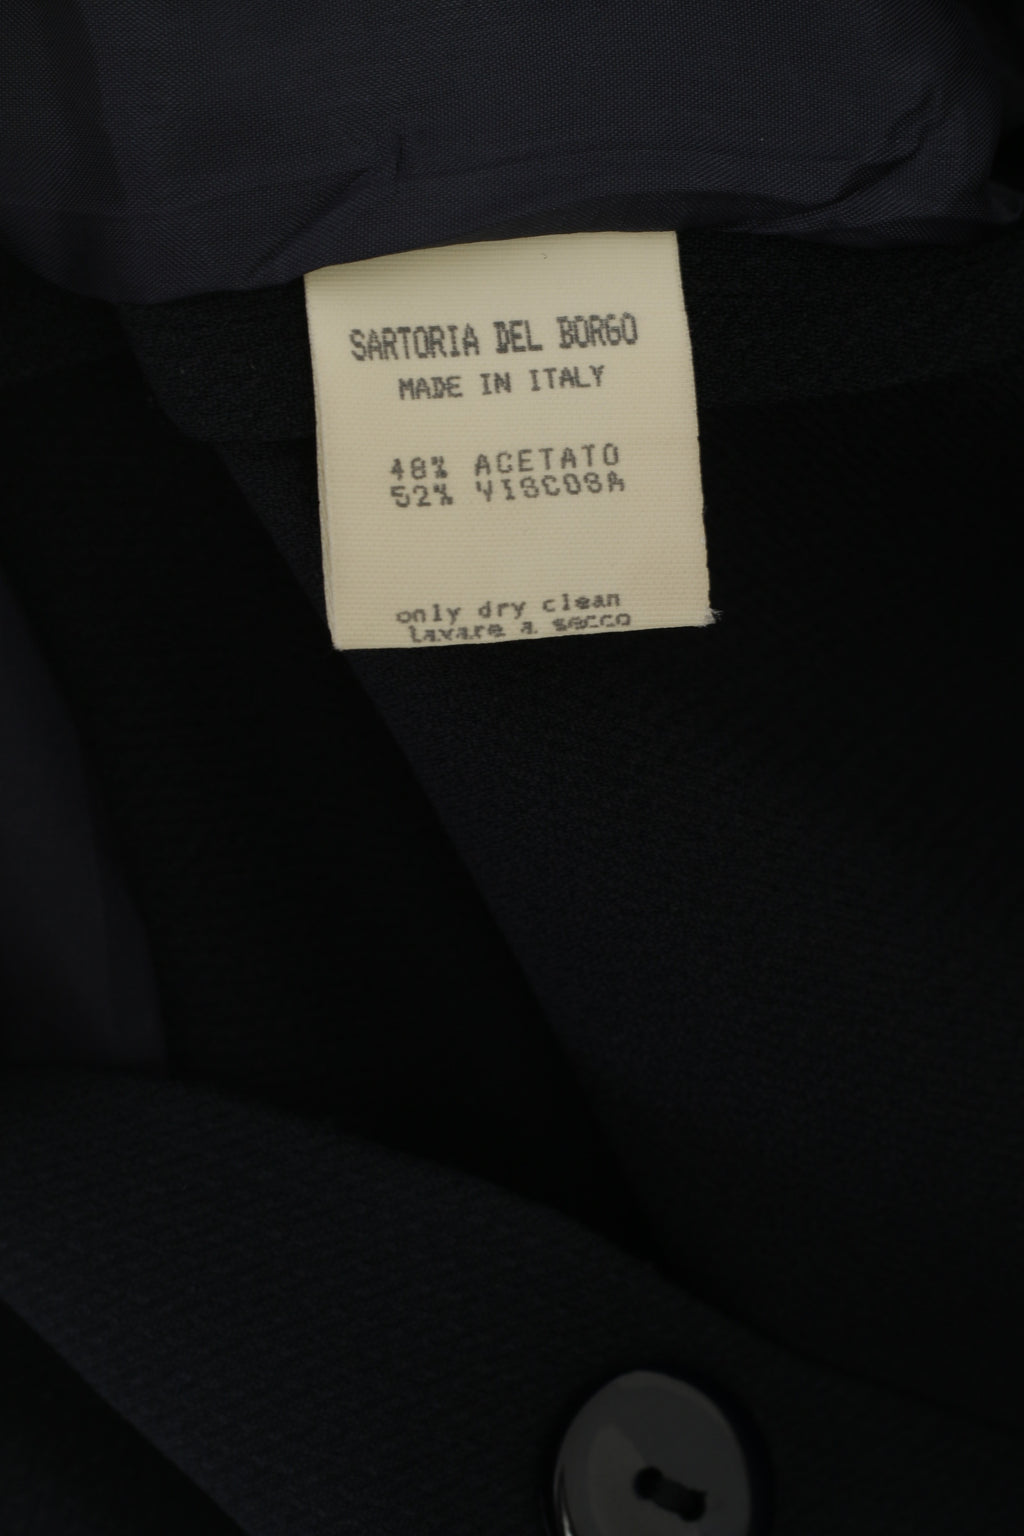 SARTORIA DEL BORGO
MADE IN ITALY
48% ACETATO
52% VISCOSA
only dry clean
lavare a secco